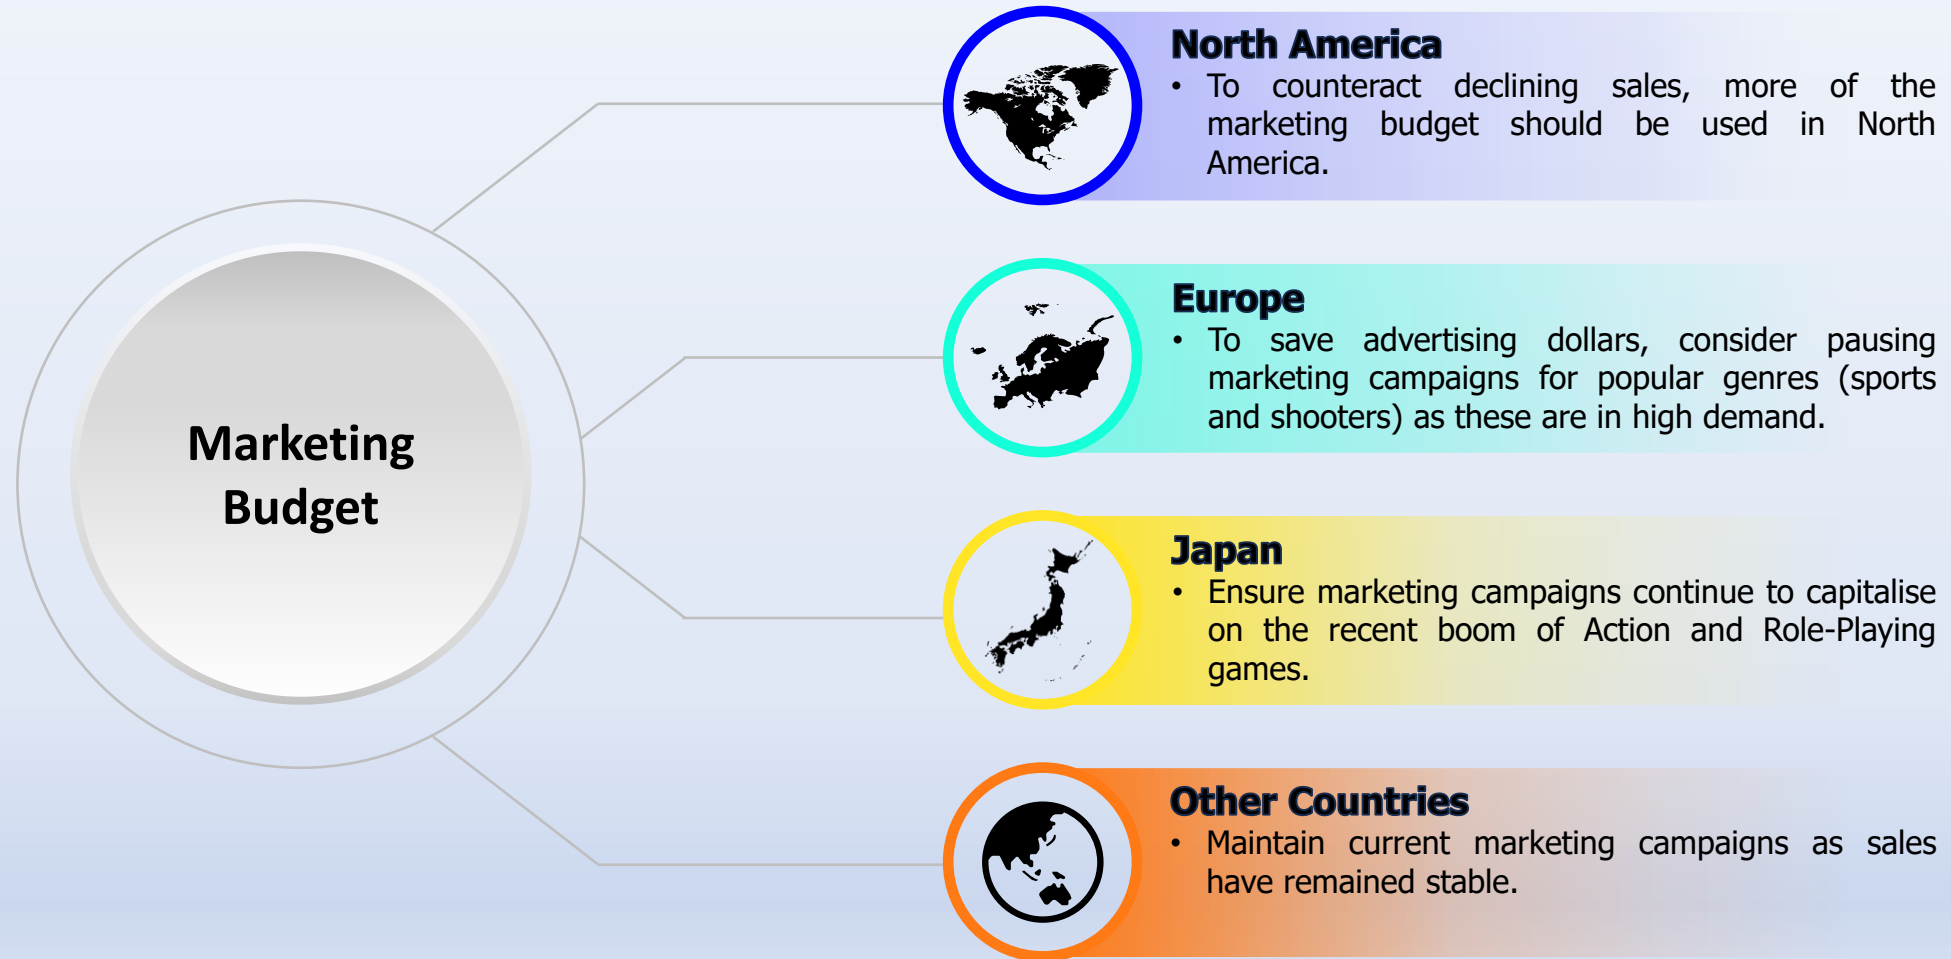 Marketing
Budget
North America
• To counteract declining sales, more of the
marketing budget should be used in North
America.
Europe
• To save advertising dollars, consider pausing
marketing campaigns for popular genres (sports
and shooters) as these are in high demand.
Japan
• Ensure marketing campaigns continue to capitalise
on the recent boom of Action and Role-Playing
games.
Other Countries
• Maintain current marketing campaigns as sales
have remained stable.